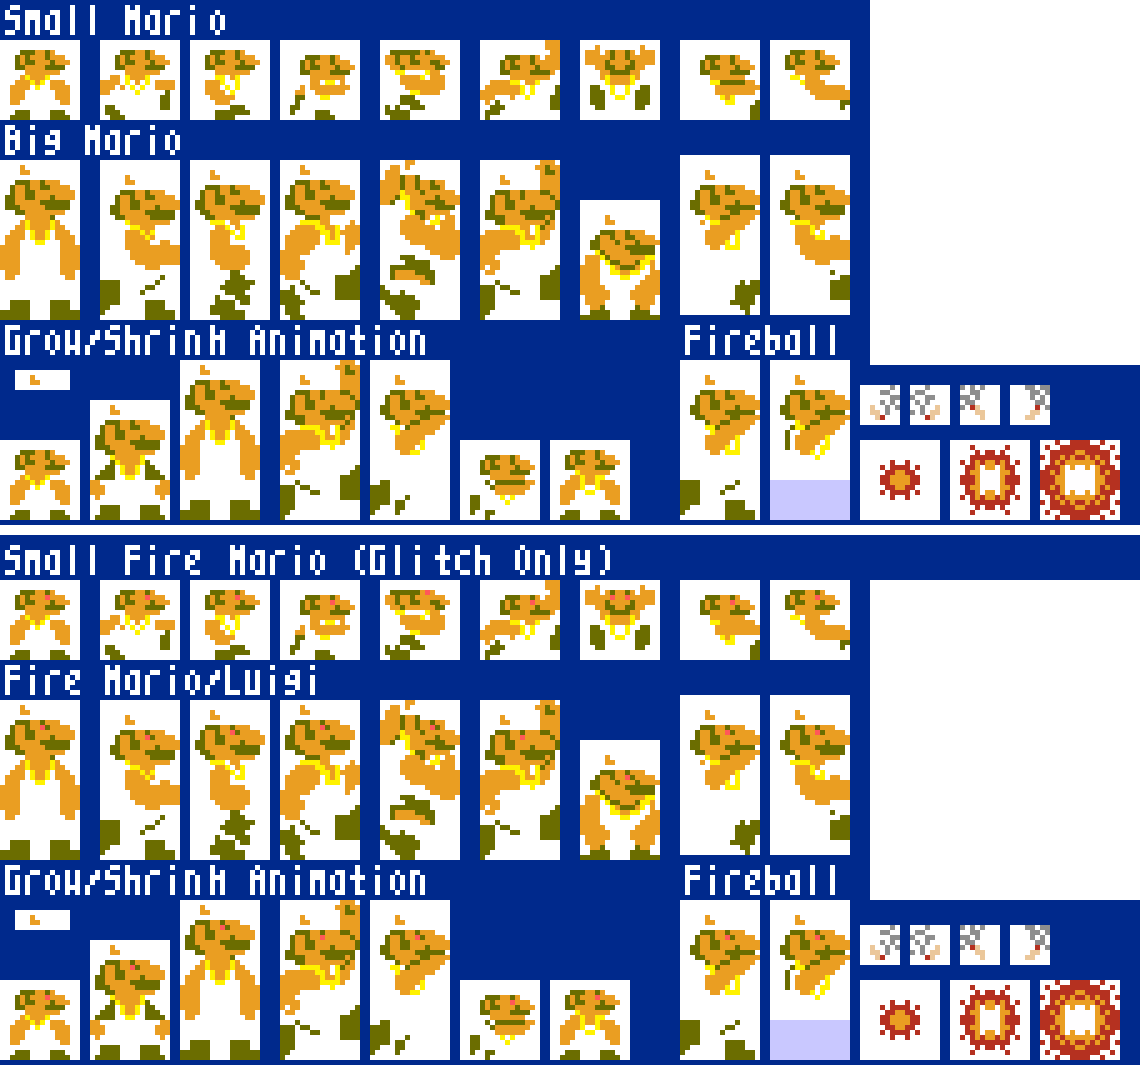 Small Mario
Big Mario
Grow/Shrink Animation
Fireball
Small Fire Mario (Glitch Only)
Fire Mario/Luigi
Grow/Shrink Animation
Fireball